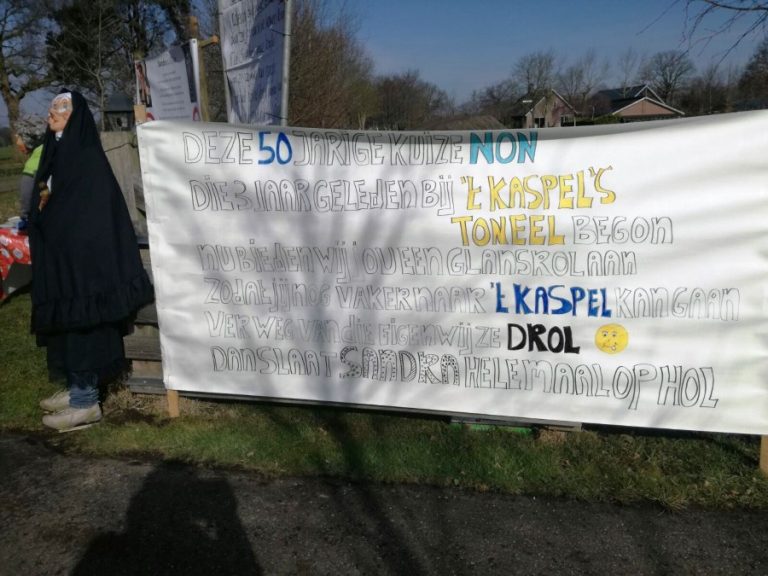 DEZE 50 JARIGE KUIZE NON
DIE 3 JAAR GELEDEN BIJ 't KASPEL'S
TONEEL BEGON
NU BIEDEN WIJ OU EEN GLANSROL AAN
ZODAT JIJ NOG VAKER NAAR 't KASPEL KAN GAAN
VER WEG VAN DIE EIGENWIJZE DROL
DANSLAAT SANDRA HELEMAAL OP HOL